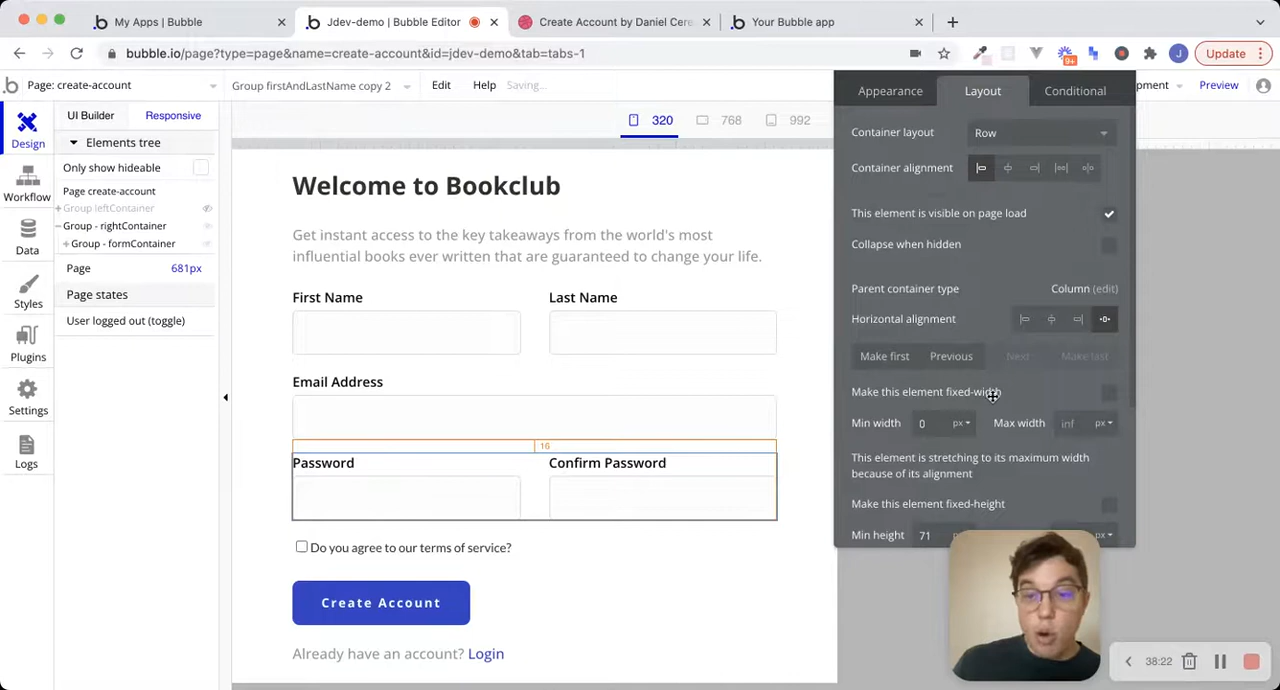 My Apps | Bubble
Jdev-demo | Bubble Editor
Create Account by Daniel Cere
Your Bubble app
bubble.io/page?type=page&name=create-account&id=jdev-demo&tab=tabs-1
9+
J
Update
Page: create-account
Group firstAndLastName copy 2
Edit
Help
Saving...
Appearance
Layout
Conditional
pment
Preview
UI Builder
Responsive
320
768
992
Design
Workflow
Data
Styles
Plugins
Settings
Logs
Elements tree
Only show hideable
Page create-account
Group leftContainer
Group - rightContainer
Group - formContainer
Page
681px
Page states
User logged out (toggle)
Welcome to Bookclub
Get instant access to the key takeaways from the world's most
influential books ever written that are guaranteed to change your life.
First Name
Last Name
Email Address
16
Password
Confirm Password
Do you agree to our terms of service?
Create Account
Already have an account? Login
Container layout
Row
Container alignment
This element is visible on page load
Collapse when hidden
Parent container type
Column (edit)
Horizontal alignment
Make first
Previous
Next
Make last
Make this element fixed-width
Min width
0
px
Max width
inf
px
This element is stretching to its maximum width
because of its alignment
Make this element fixed-height
Min height
71
px
38:22